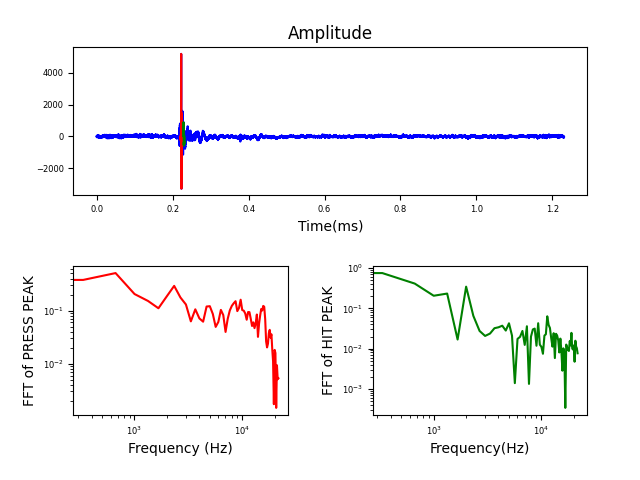 Amplitude
4000
2000
0
−2000
0.0 0.2 0.4 0.6 0.8 1.0 1.2
Time(ms)
FFT of PRESS PEAK
10⁻¹
10⁻²
10³ 10⁴
Frequency (Hz)
FFT of HIT PEAK
10⁰
10⁻¹
10⁻²
10⁻³
10³ 10⁴
Frequency(Hz)